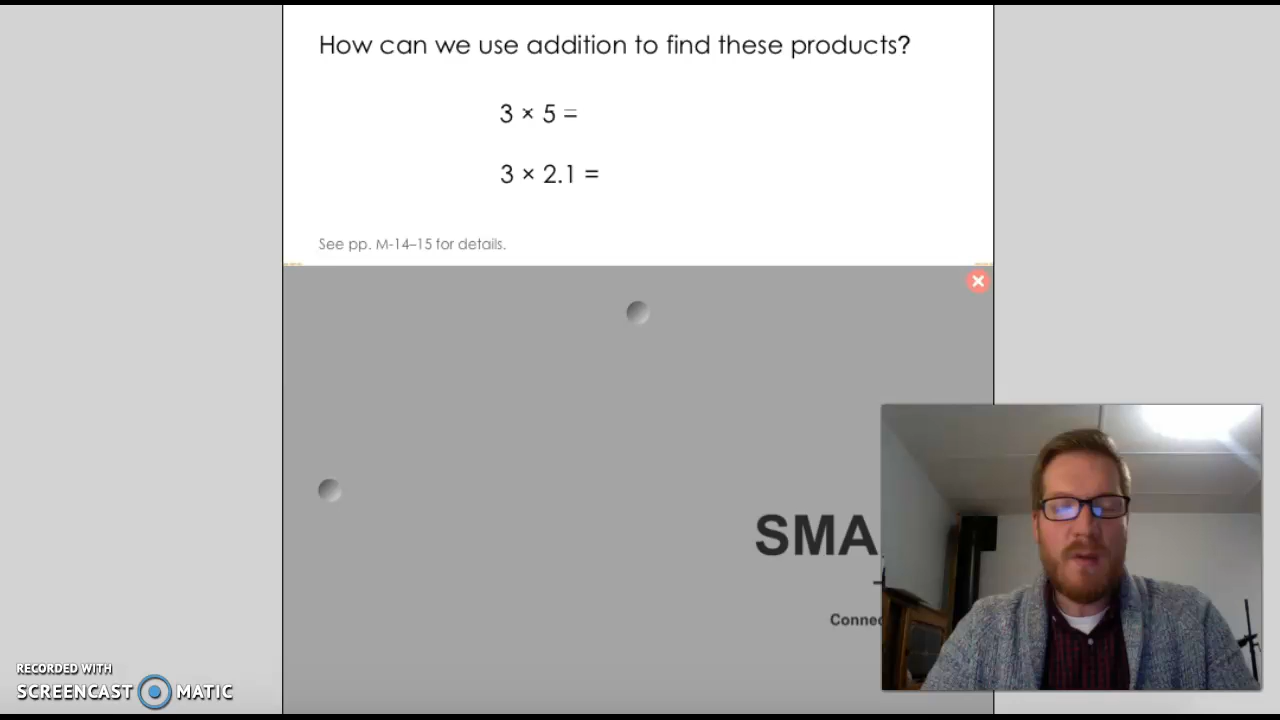 How can we use addition to find these products?
3 × 5 =
3 × 2.1 =
See pp. M-14–15 for details.
SMA
RECORDED WITH
SCREENCAST MATIC